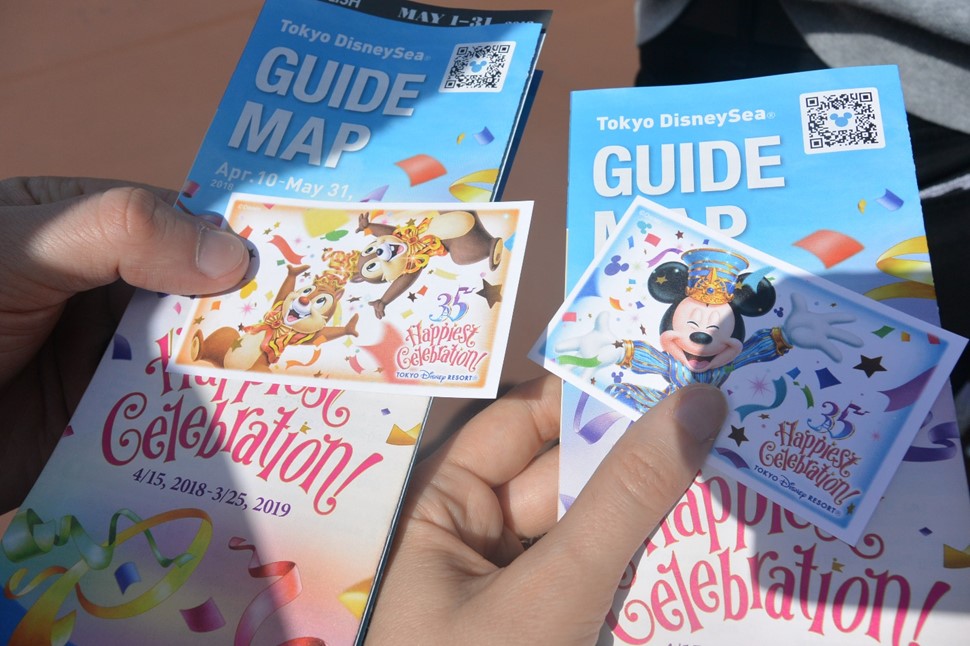 MAY 1-31, 2018
Tokyo DisneySea®
GUIDE
MAP
Apr.10-May 31,
2018
35
Happiest
Celebration!
TOKYO Disney RESORT®
Happiest
Celebration!
4/15, 2018-3/25, 2019
Tokyo DisneySea®
GUIDE
MAP
35
Happiest
Celebration!
TOKYO Disney RESORT®
Happiest
Celebration!